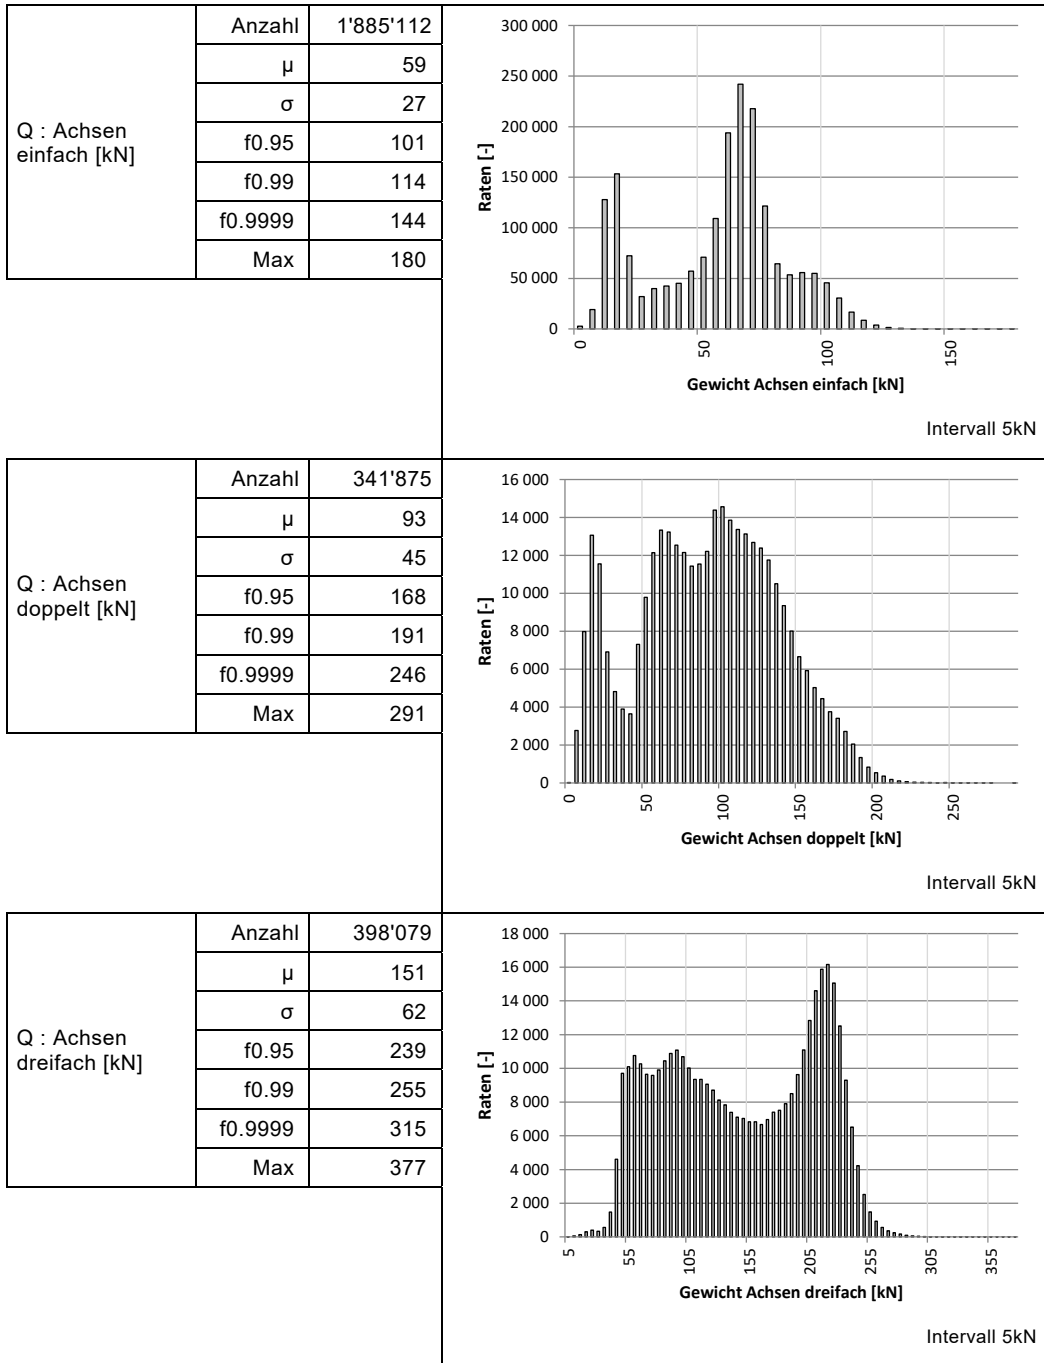 Q : Achsen
einfach [kN]
Anzahl 1'885'112
µ 59
σ 27
f0.95 101
f0.99 114
f0.9999 144
Max 180
300 000
250 000
200 000
150 000
100 000
50 000
0
Raten [-]
0 50 100 150
Gewicht Achsen einfach [kN]
Intervall 5kN
Q : Achsen
doppelt [kN]
Anzahl 341'875
µ 93
σ 45
f0.95 168
f0.99 191
f0.9999 246
Max 291
16 000
14 000
12 000
10 000
8 000
6 000
4 000
2 000
0
Raten [-]
0 50 100 150 200 250
Gewicht Achsen doppelt [kN]
Intervall 5kN
Q : Achsen
dreifach [kN]
Anzahl 398'079
µ 151
σ 62
f0.95 239
f0.99 255
f0.9999 315
Max 377
18 000
16 000
14 000
12 000
10 000
8 000
6 000
4 000
2 000
0
Raten [-]
5 55 105 155 205 255 305 355
Gewicht Achsen dreifach [kN]
Intervall 5kN